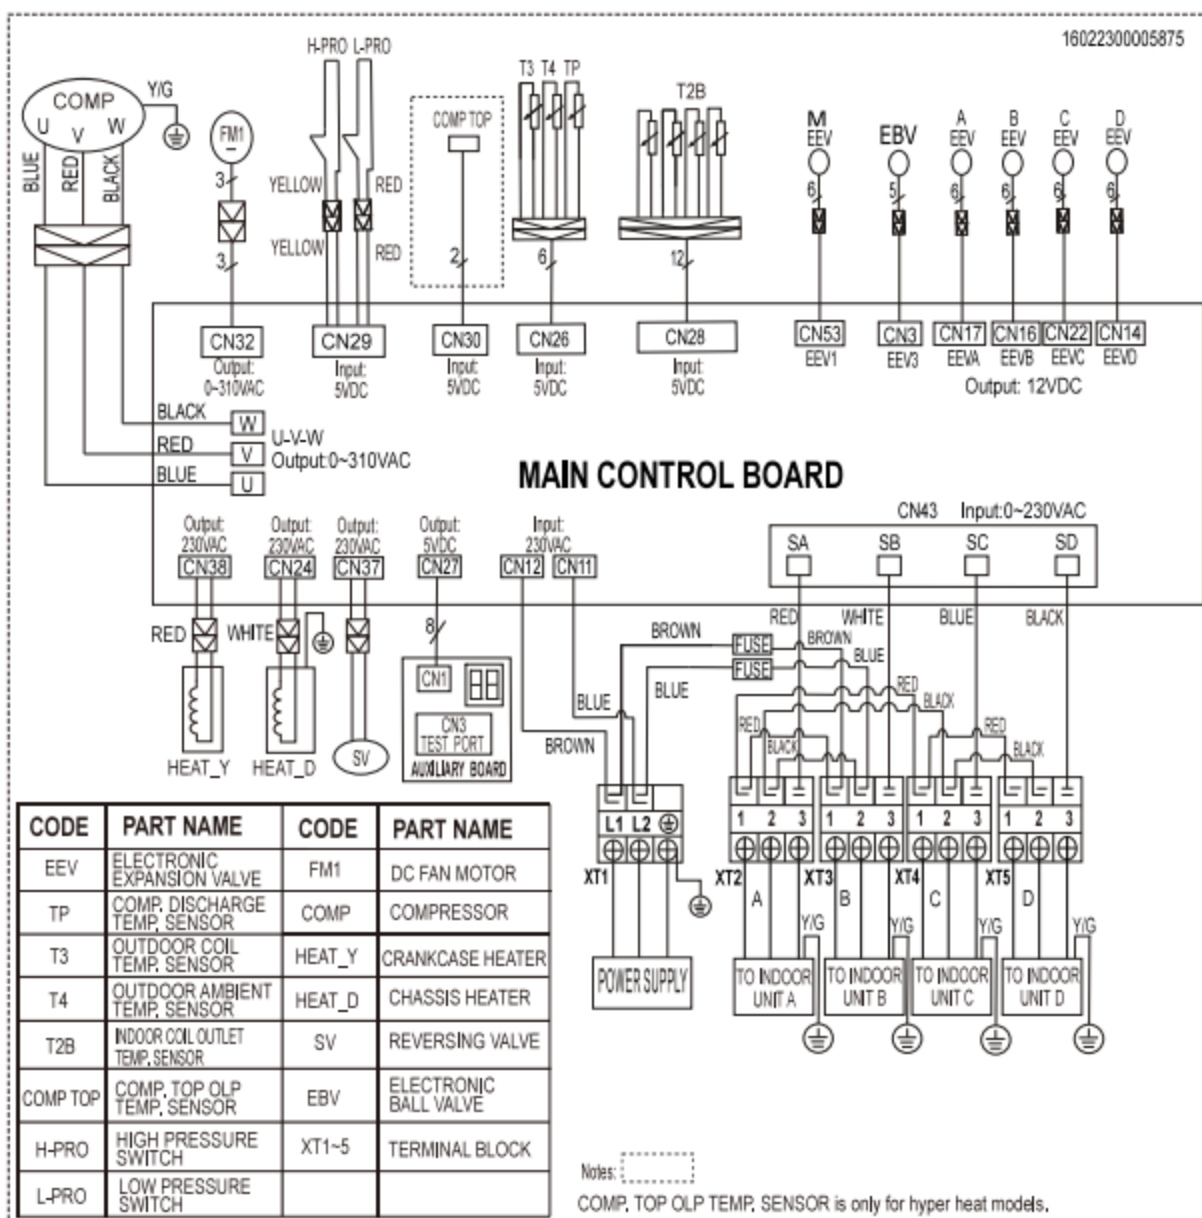 16022300005875
H-PRO L-PRO
T3 T4 TP
T2B
COMP
U V W
Y/G
FM1
COMP TOP
M
EEV
EBV
A
EEV
B
EEV
C
EEV
D
EEV
BLUE
RED
BLACK
3
3
YELLOW
RED
YELLOW
RED
2
6
12
6
5
6
6
6
6
CN32
Output:
0~310VAC
CN29
Input:
5VDC
CN30
Input:
5VDC
CN26
Input:
5VDC
CN28
Input:
5VDC
CN53
EEV1
CN3
EEV3
CN17
EEVA
CN16
EEVB
CN22
EEVC
CN14
EEVD
Output: 12VDC
BLACK
W
RED
V
BLUE
U
U-V-W
Output:0~310VAC
MAIN CONTROL BOARD
CN43 Input:0~230VAC
SA SB SC SD
Output:
230VAC
CN38
Output:
230VAC
CN24
Output:
230VAC
CN37
Output:
5VDC
CN27
Input:
230VAC
CN12 CN11
RED
WHITE
8
CN1
CN3
TEST PORT
AUXILIARY BOARD
HEAT_Y
HEAT_D
SV
RED
WHITE
BLUE
BLACK
BROWN
FUSE
BROWN
FUSE
BLUE
BLUE
BLUE
BROWN
RED
BLACK
RED
BLACK
RED
BLACK
L1 L2
XT1
1 2 3
XT2
1 2 3
XT3
1 2 3
XT4
1 2 3
XT5
A
B
C
D
Y/G
Y/G
Y/G
Y/G
POWER SUPPLY
TO INDOOR
UNIT A
TO INDOOR
UNIT B
TO INDOOR
UNIT C
TO INDOOR
UNIT D
CODE PART NAME CODE PART NAME
EEV ELECTRONIC
EXPANSION VALVE FM1 DC FAN MOTOR
TP COMP. DISCHARGE
TEMP. SENSOR COMP COMPRESSOR
T3 OUTDOOR COIL
TEMP. SENSOR HEAT_Y CRANKCASE HEATER
T4 OUTDOOR AMBIENT
TEMP. SENSOR HEAT_D CHASSIS HEATER
T2B INDOOR COIL OUTLET
TEMP. SENSOR SV REVERSING VALVE
COMP TOP COMP. TOP OLP
TEMP. SENSOR EBV ELECTRONIC
BALL VALVE
H-PRO HIGH PRESSURE
SWITCH XT1~5 TERMINAL BLOCK
L-PRO LOW PRESSURE
SWITCH
Notes:
COMP. TOP OLP TEMP. SENSOR is only for hyper heat models.